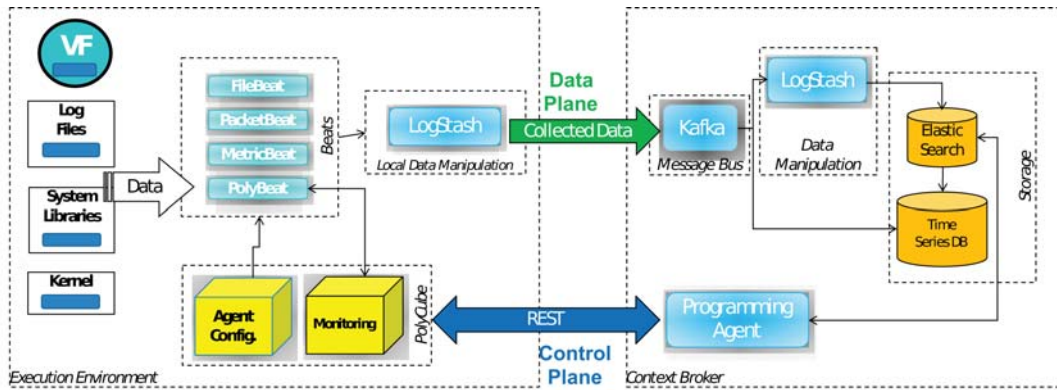 VF
Log
Files
System
Libraries
Kernel
Data
FileBeat
PacketBeat
MetricBeat
PolyBeat
Beats
LogStash
Local Data Manipulation
Agent
Config.
Monitoring
PolyCube
Execution Environment
Data
Plane
Collected Data
REST
Control
Plane
Kafka
Message Bus
LogStash
Data
Manipulation
Elastic
Search
Time
Series DB
Storage
Programming
Agent
Context Broker